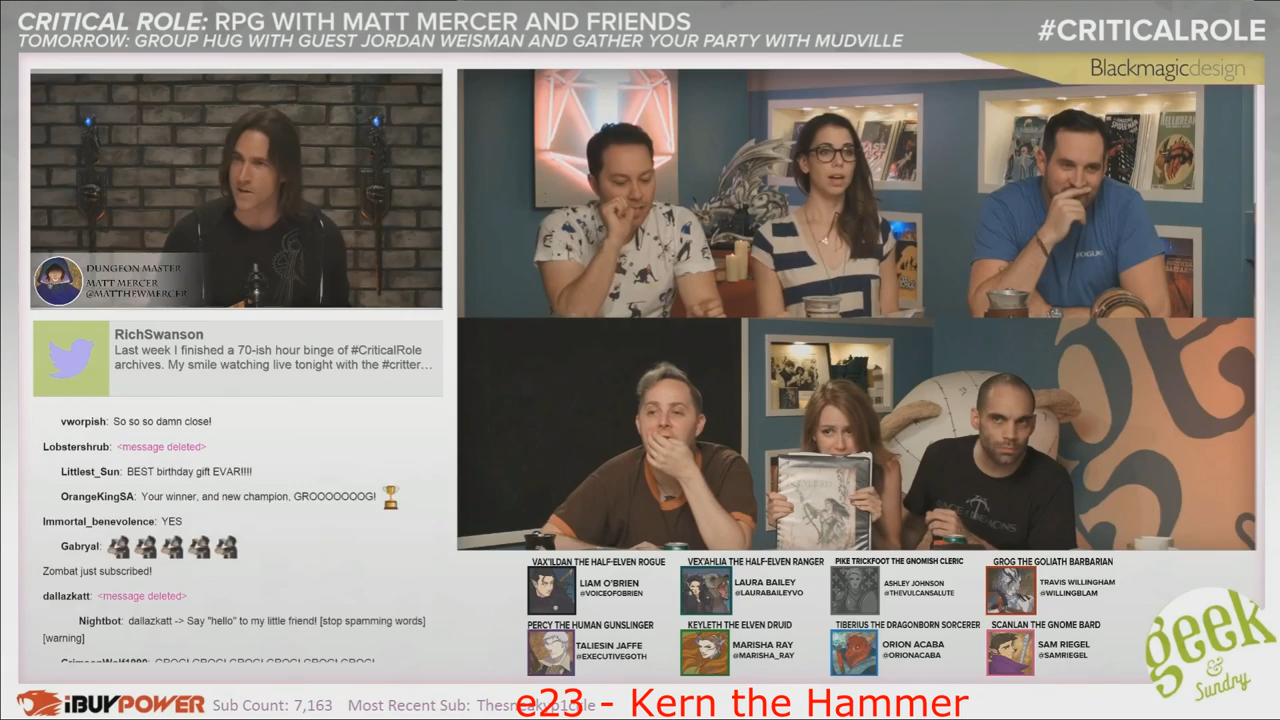 CRITICAL ROLE: RPG WITH MATT MERCER AND FRIENDS
TOMORROW: GROUP HUG WITH GUEST JORDAN WEISMAN AND GATHER YOUR PARTY WITH MUDVILLE
#CRITICALROLE
Blackmagicdesign
DUNGEON MASTER
MATT MERCER
@MATTHEWMERCER
RichSwanson
Last week I finished a 70-ish hour binge of #CriticalRole
archives. My smile watching live tonight with the #critter…
vworpish: So so so damn close!
Lobstershrub: <message deleted>
Littlest_Sun: BEST birthday gift EVAR!!!!
OrangeKingSA: Your winner, and new champion, GROOOOOOOG!
Immortal_benevolence: YES
Gabryal:
Zombat just subscribed!
dallazkatt: <message deleted>
Nightbot: dallazkatt -> Say "hello" to my little friend! [stop spamming words]
[warning]
VAX'ILDAN THE HALF-ELVEN ROGUE
LIAM O'BRIEN
@VOICEOFOBRIEN
VEX'AHLIA THE HALF-ELVEN RANGER
LAURA BAILEY
@LAURABAILEYVO
PIKE TRICKFOOT THE GNOMISH CLERIC
ASHLEY JOHNSON
@THEVULCANSALUTE
GROG THE GOLIATH BARBARIAN
TRAVIS WILLINGHAM
@WILLINGBLAM
PERCY THE HUMAN GUNSLINGER
TALIESIN JAFFE
@EXECUTIVEGOTH
KEYLETH THE ELVEN DRUID
MARISHA RAY
@MARISHA_RAY
TIBERIUS THE DRAGONBORN SORCERER
ORION ACABA
@ORIONACABA
SCANLAN THE GNOME BARD
SAM RIEGEL
@SAMRIEGEL
geek
& Sundry
iBUYPOWER
Sub Count: 7,163 Most Recent Sub:
e23 - Kern the Hammer